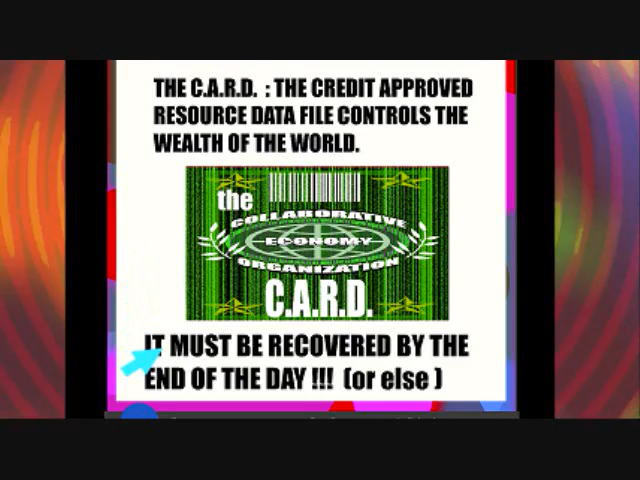 THE C.A.R.D. : THE CREDIT APPROVED
RESOURCE DATA FILE CONTROLS THE
WEALTH OF THE WORLD.
the
COLLABORATIVE
ECONOMY
ORGANIZATION
C.A.R.D.
IT MUST BE RECOVERED BY THE
END OF THE DAY !!! (or else )